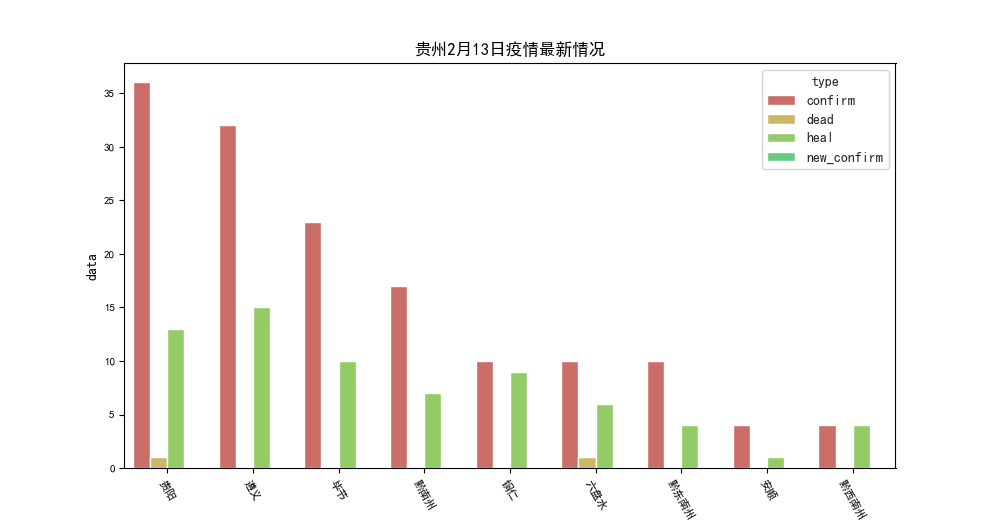 贵州2月13日疫情最新情况
type
confirm
dead
heal
new_confirm
data
35
30
25
20
15
10
5
0
贵阳
遵义
毕节
黔南州
铜仁
六盘水
黔东南州
安顺
黔西南州